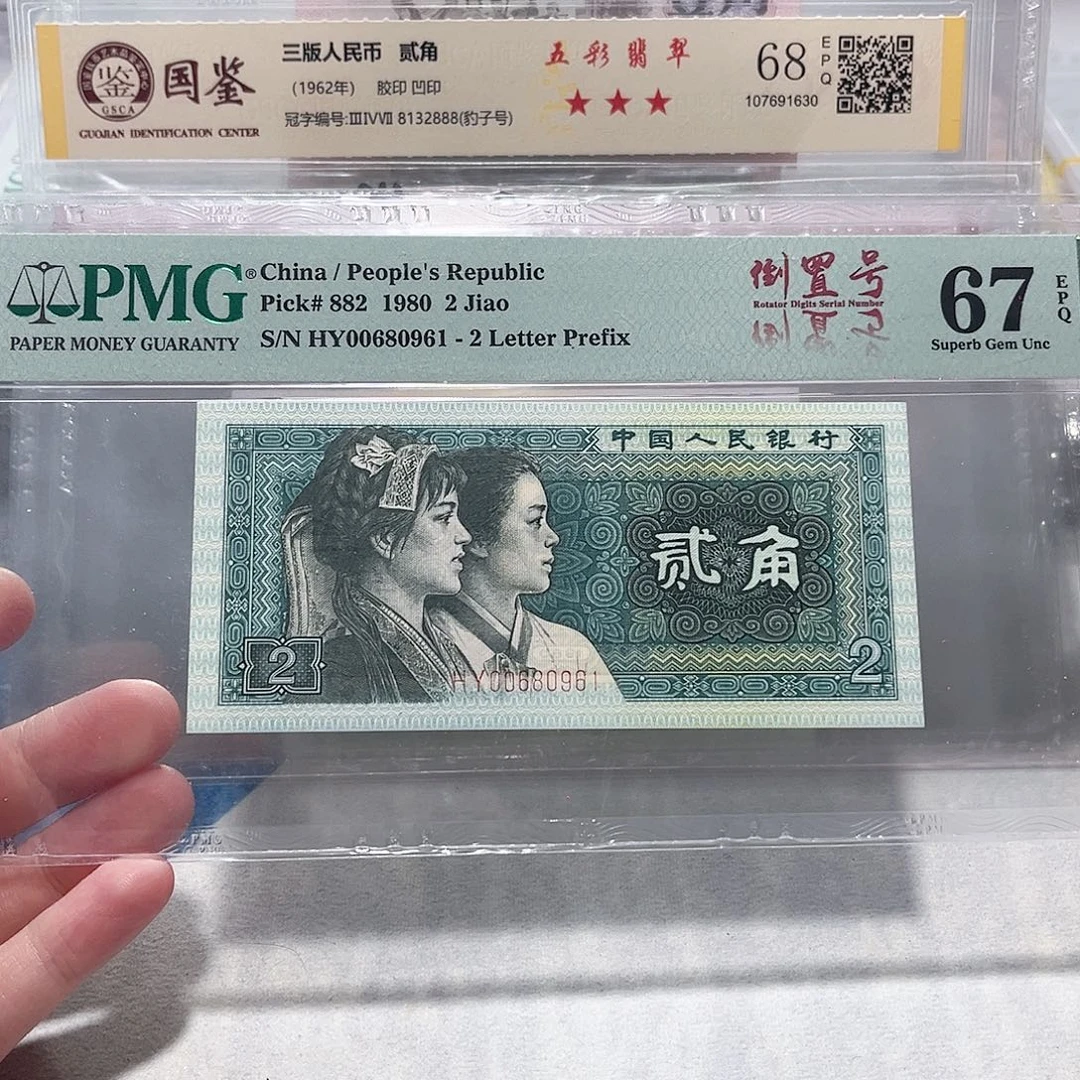 鉴
GSCA
国鉴
GUOJIAN IDENTIFICATION CENTER
三版人民币 贰角
(1962年) 胶印 凹印
冠字编号:ⅢⅣⅦ 8132888(豹子号)
五彩翡翠
★★★
68
EPQ
107691630
PMG®
PAPER MONEY GUARANTY
China / People's Republic
Pick# 882 1980 2 Jiao
S/N HY00680961 - 2 Letter Prefix
倒置号
Rotator Digits Serial Number
67
EPQ
Superb Gem Unc
中国人民银行
贰角
2
HY00680961
2